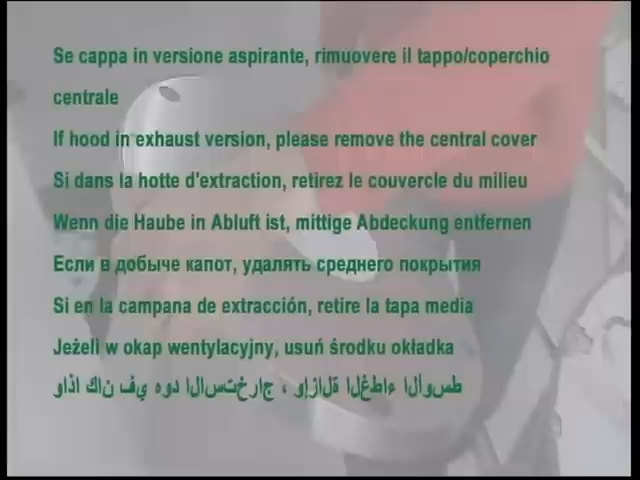 Se cappa in versione aspirante, rimuovere il tappo/coperchio
centrale
If hood in exhaust version, please remove the central cover
Si dans la hotte d'extraction, retirez le couvercle du milieu
Wenn die Haube in Abluft ist, mittige Abdeckung entfernen
Если в добыче капот, удалять среднего покрытия
Si en la campana de extracción, retire la tapa media
Jeżeli w okap wentylacyjny, usuń środku okładka
وإذا كان في هود الاستخراج ، وإزالة الغطاء الأوسط